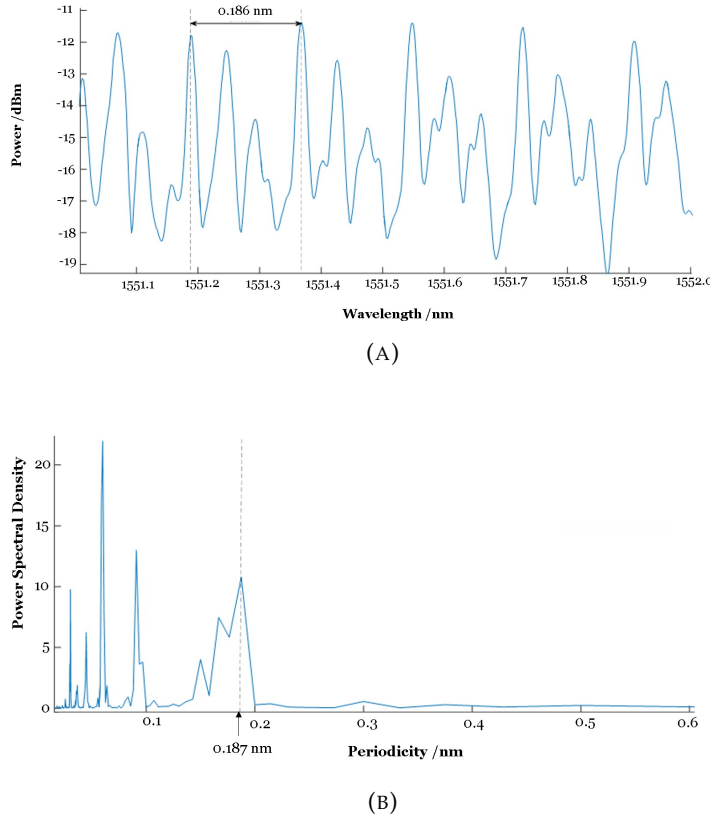 0.186 nm
-11
-12
-13
-14
-15
-16
-17
-18
-19
Power /dBm
1551.1 1551.2 1551.3 1551.4 1551.5 1551.6 1551.7 1551.8 1551.9 1552.0
Wavelength /nm
(A)
20
15
10
5
0
Power Spectral Density
0.1 0.2 0.3 0.4 0.5 0.6
0.187 nm
Periodicity /nm
(B)